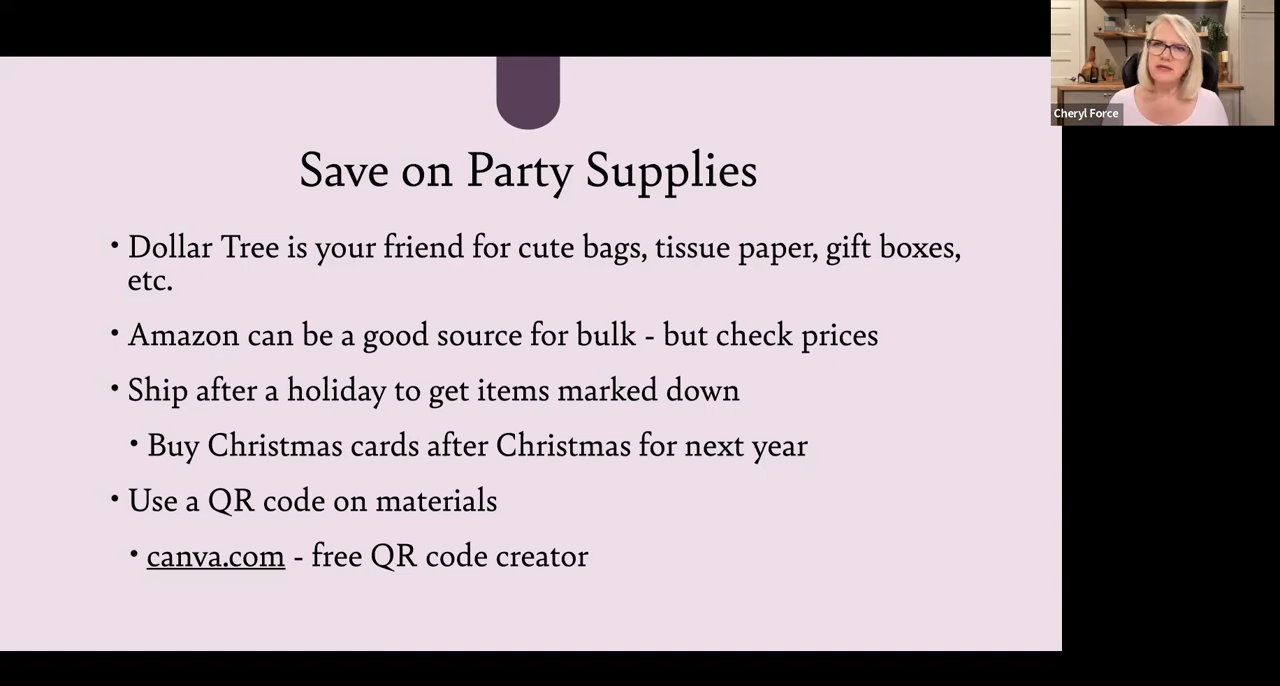 Cheryl Force
Save on Party Supplies
• Dollar Tree is your friend for cute bags, tissue paper, gift boxes,
etc.
• Amazon can be a good source for bulk - but check prices
• Ship after a holiday to get items marked down
• Buy Christmas cards after Christmas for next year
• Use a QR code on materials
• canva.com - free QR code creator